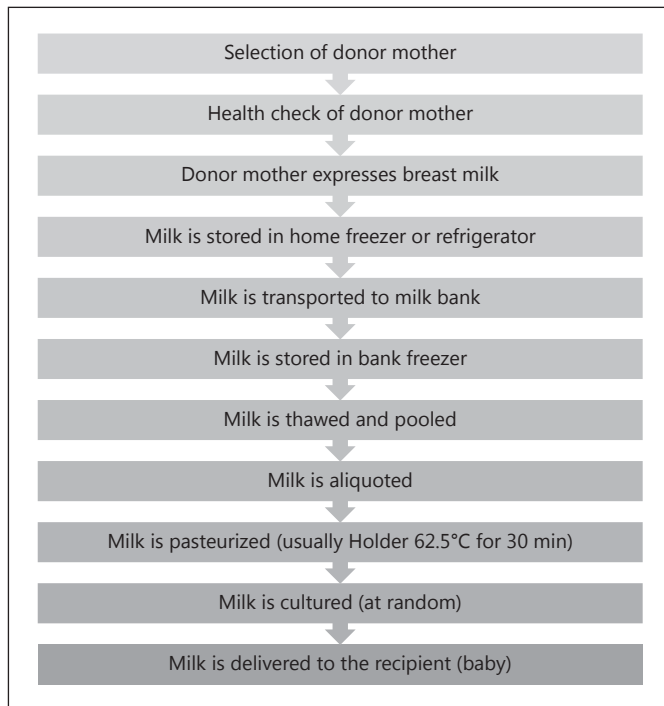 Selection of donor mother
Health check of donor mother
Donor mother expresses breast milk
Milk is stored in home freezer or refrigerator
Milk is transported to milk bank
Milk is stored in bank freezer
Milk is thawed and pooled
Milk is aliquoted
Milk is pasteurized (usually Holder 62.5°C for 30 min)
Milk is cultured (at random)
Milk is delivered to the recipient (baby)